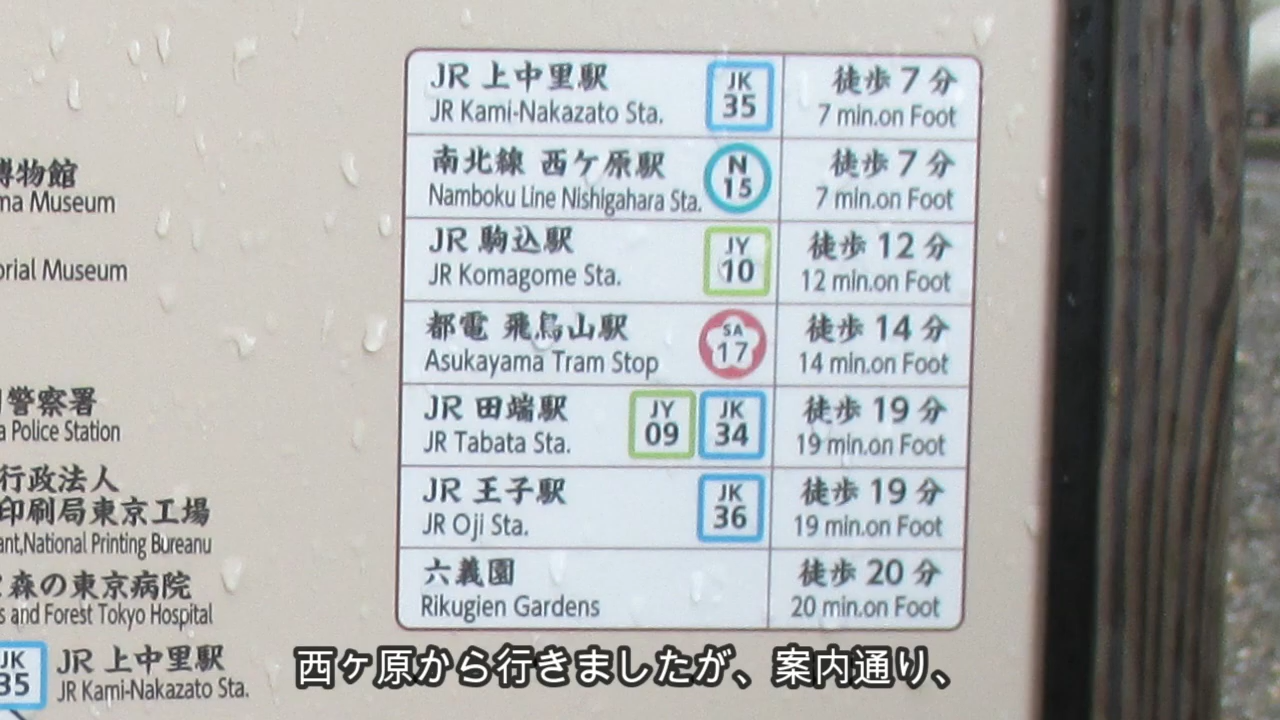 博物館
ma Museum
orial Museum
警察署
a Police Station
行政法人
印刷局東京工場
ant,National Printing Bureanu
森の東京病院
s and Forest Tokyo Hospital
JK
35
JR 上中里駅
JR Kami-Nakazato Sta.
JR 上中里駅
JR Kami-Nakazato Sta.
JK
35
徒歩 7 分
7 min.on Foot
南北線 西ケ原駅
Namboku Line Nishigahara Sta.
N
15
徒歩 7 分
7 min.on Foot
JR 駒込駅
JR Komagome Sta.
JY
10
徒歩 12 分
12 min.on Foot
都電 飛鳥山駅
Asukayama Tram Stop
SA
17
徒歩 14 分
14 min.on Foot
JR 田端駅
JR Tabata Sta.
JY
09
JK
34
徒歩 19 分
19 min.on Foot
JR 王子駅
JR Oji Sta.
JK
36
徒歩 19 分
19 min.on Foot
六義園
Rikugien Gardens
徒歩 20 分
20 min.on Foot
西ヶ原から行きましたが、案内通り、